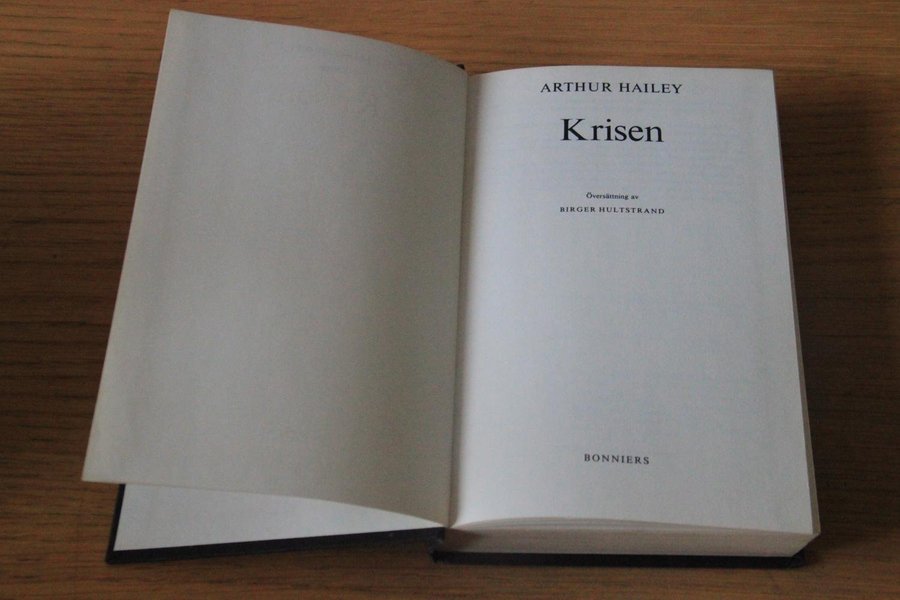 ARTHUR HAILEY
Krisen
Översättning av
BIRGER HULTSTRAND
BONNIERS